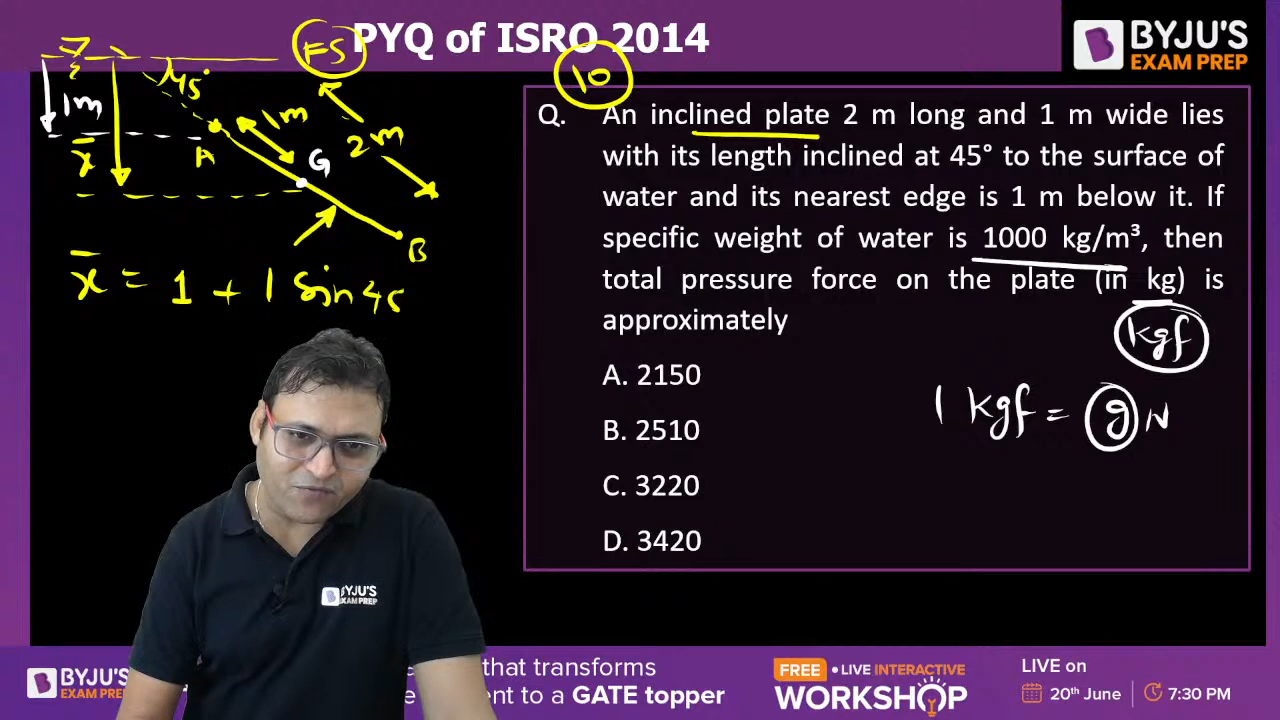 PYQ of ISRO 2014
BYJU'S
EXAM PREP
FS
45°
1m
x̄
A
1m
G
2m
B
x̄ = 1 + 1 Sin 45
10
Q. An inclined plate 2 m long and 1 m wide lies
with its length inclined at 45° to the surface of
water and its nearest edge is 1 m below it. If
specific weight of water is 1000 kg/m³, then
total pressure force on the plate (in kg) is
approximately
kgf
A. 2150
1 kgf = g N
B. 2510
C. 3220
D. 3420
BYJU'S
EXAM PREP
BYJU'S
EXAM PREP
that transforms
ent to a GATE topper
FREE • LIVE INTERACTIVE
WORKSHOP
LIVE on
20th June 7:30 PM